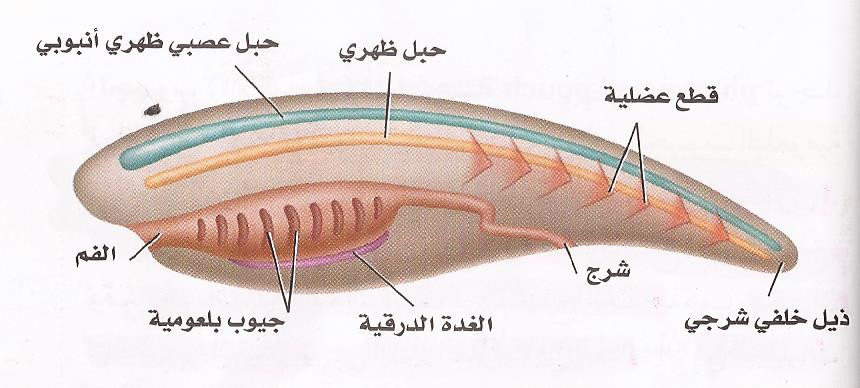 حبل عصبي ظهري أنبوبي
حبل ظهري
قطع عضلية
الفم
شرج
جيوب بلعومية
الغدة الدرقية
ذيل خلفي شرجي